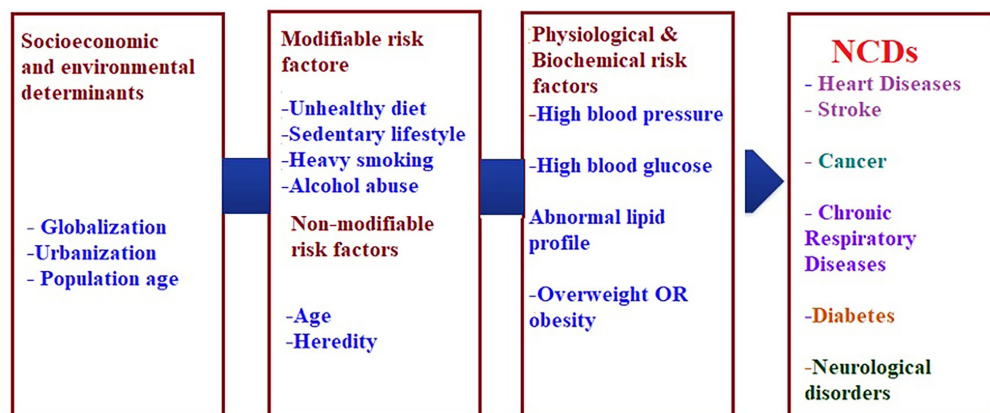 Socioeconomic
and environmental
determinants
- Globalization
-Urbanization
- Population age
Modifiable risk
factore
-Unhealthy diet
-Sedentary lifestyle
-Heavy smoking
-Alcohol abuse
Non-modifiable
risk factors
-Age
-Heredity
Physiological &
Biochemical risk
factors
-High blood pressure
-High blood glucose
Abnormal lipid
profile
-Overweight OR
obesity
NCDs
- Heart Diseases
- Stroke
- Cancer
- Chronic
Respiratory
Diseases
-Diabetes
-Neurological
disorders